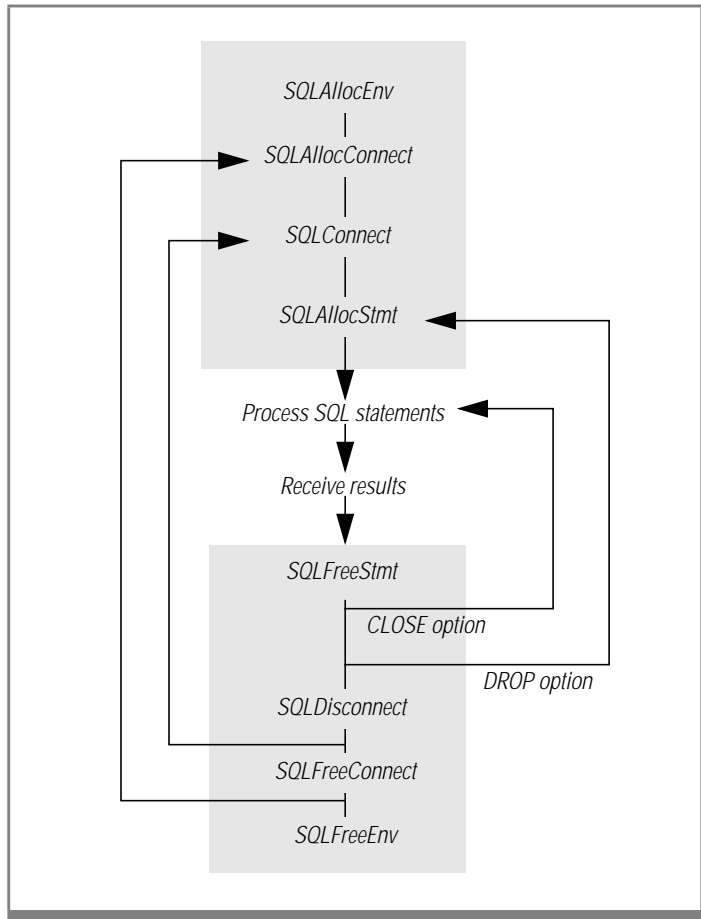 SQLAllocEnv
SQLAllocConnect
SQLConnect
SQLAllocStmt
Process SQL statements
Receive results
SQLFreeStmt
CLOSE option
DROP option
SQLDisconnect
SQLFreeConnect
SQLFreeEnv